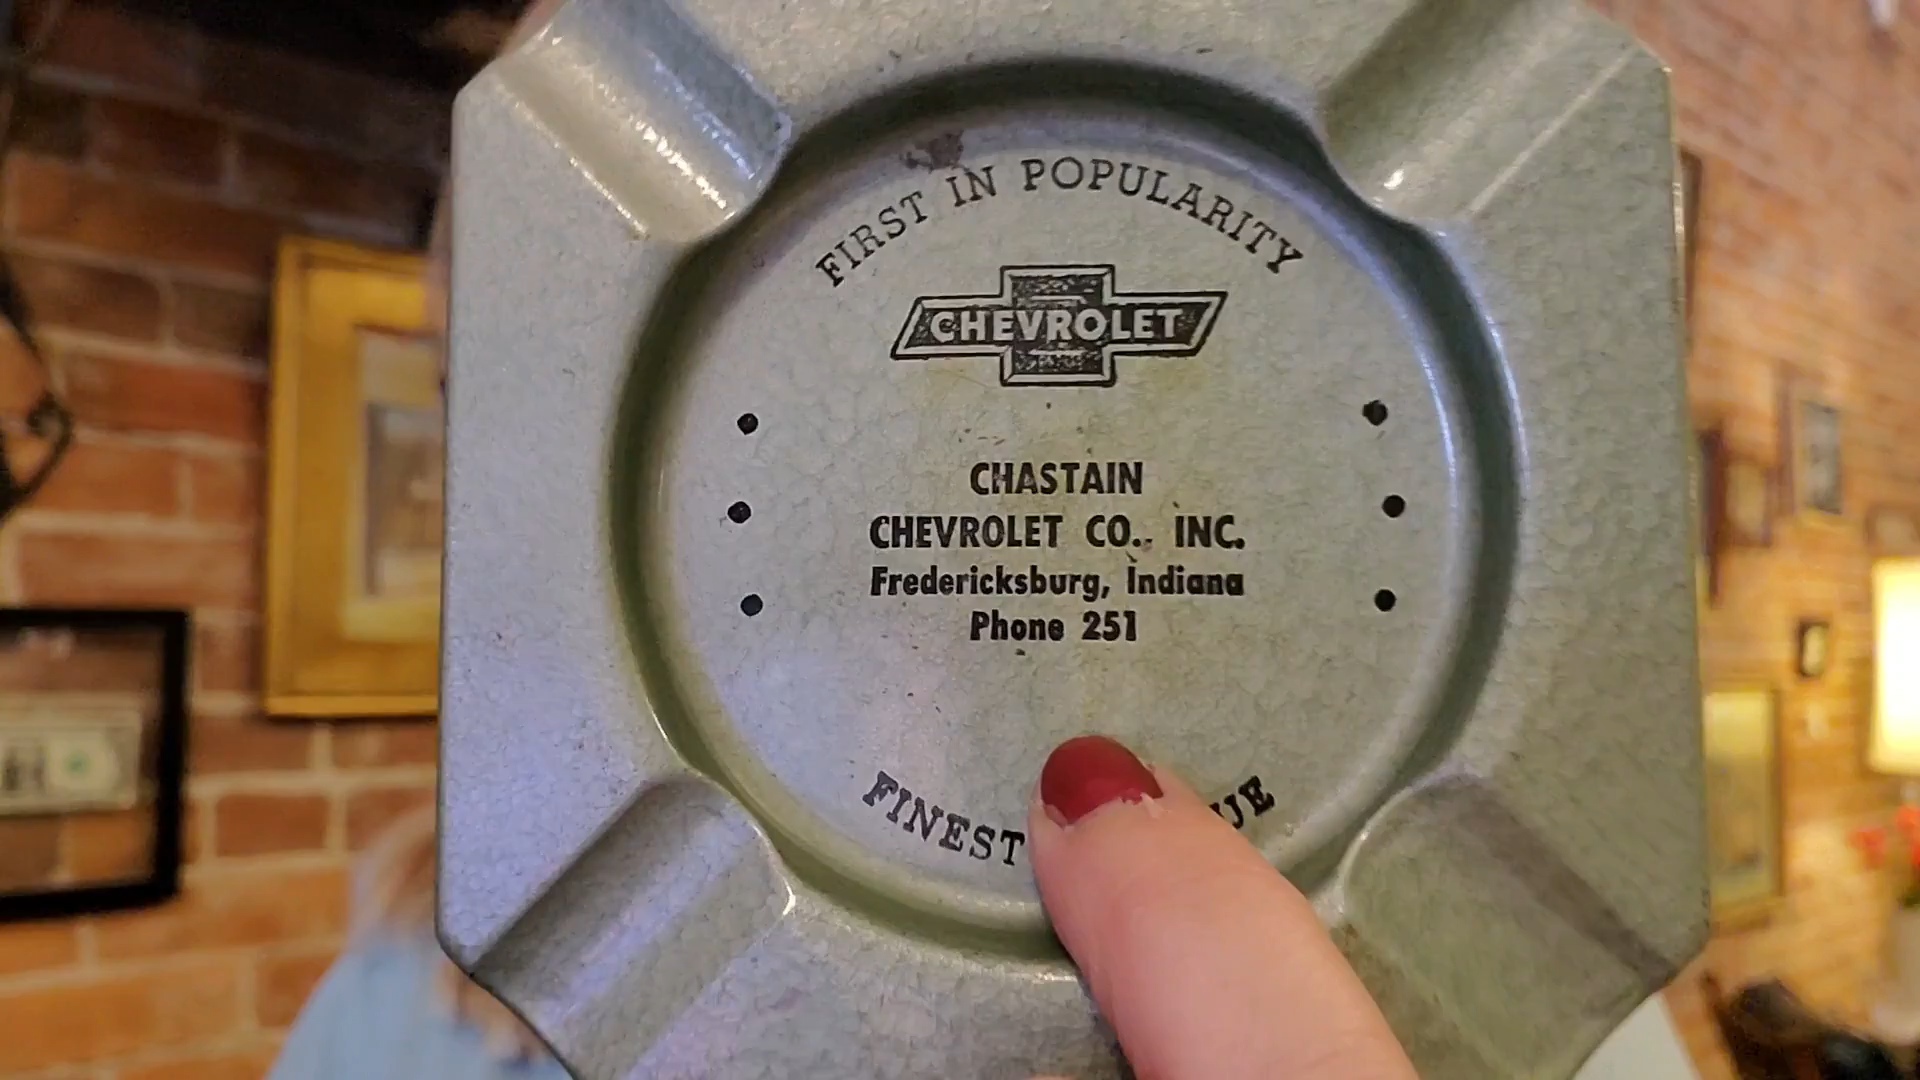 FIRST IN POPULARITY
CHEVROLET
CHASTAIN
CHEVROLET CO., INC.
Fredericksburg, Indiana
Phone 251
FINEST